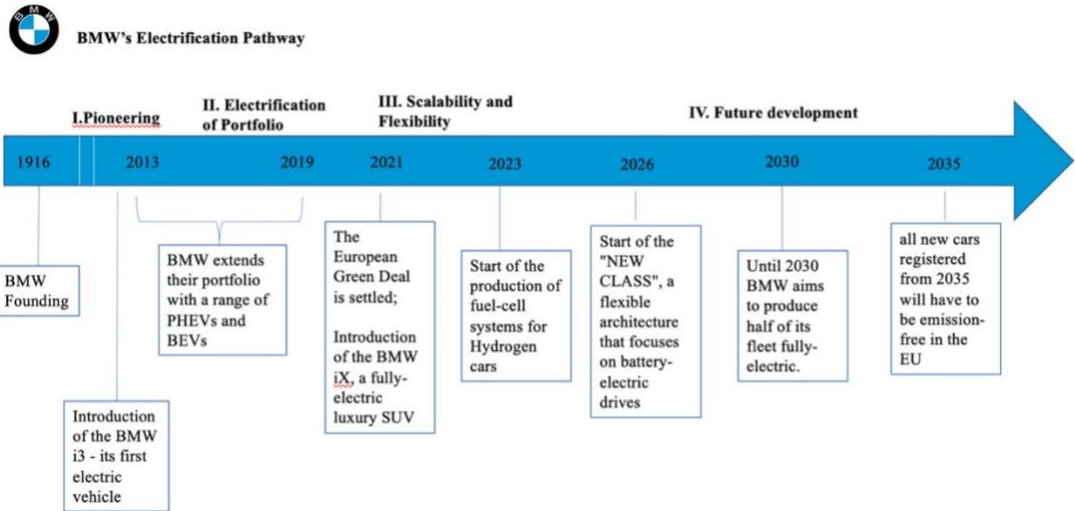 BMW
BMW's Electrification Pathway
I.Pioneering
II. Electrification
of Portfolio
III. Scalability and
Flexibility
IV. Future development
1916
2013
2019
2021
2023
2026
2030
2035
BMW
Founding
Introduction
of the BMW
i3 - its first
electric
vehicle
BMW extends
their portfolio
with a range of
PHEVs and
BEVs
The
European
Green Deal
is settled;
Introduction
of the BMW
iX, a fully-
electric
luxury SUV
Start of the
production of
fuel-cell
systems for
Hydrogen
cars
Start of the
"NEW
CLASS", a
flexible
architecture
that focuses
on battery-
electric
drives
Until 2030
BMW aims
to produce
half of its
fleet fully-
electric.
all new cars
registered
from 2035
will have to
be emission-
free in the
EU